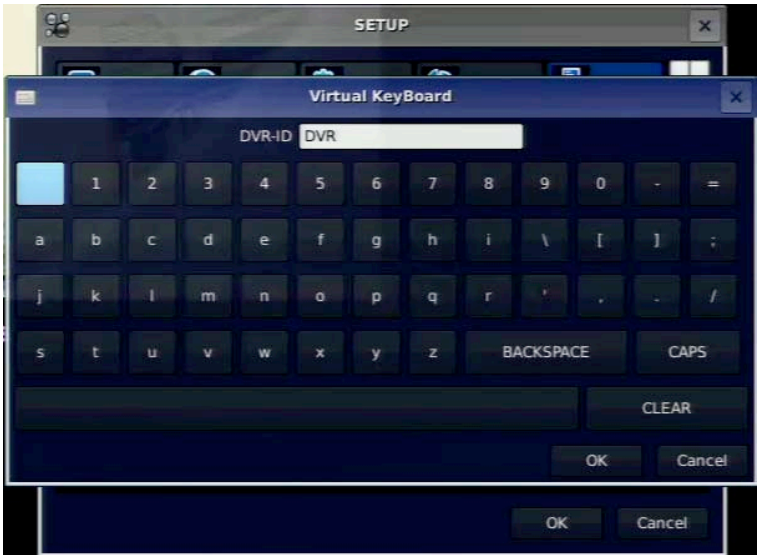 SETUP
Virtual KeyBoard
DVR-ID DVR
1 2 3 4 5 6 7 8 9 0 - =
a b c d e f g h i \ [ ] ;
j k l m n o p q r ' , . /
s t u v w x y z BACKSPACE CAPS
CLEAR
OK Cancel
OK Cancel